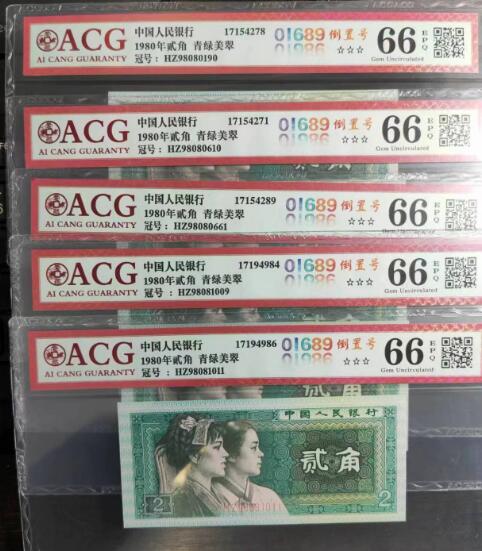 ACG
AI CANG GUARANTY
中国人民银行 17154278
1980年贰角 青绿美翠
冠号：HZ98080190
01689 倒置号
01986 ☆☆☆
66 EPQ
Gem Uncirculated
ACG
AI CANG GUARANTY
中国人民银行 17154271
1980年贰角 青绿美翠
冠号：HZ98080610
01689 倒置号
01986 ☆☆☆
66 EPQ
Gem Uncirculated
ACG
AI CANG GUARANTY
中国人民银行 17154289
1980年贰角 青绿美翠
冠号：HZ98080661
01689 倒置号
01986 ☆☆☆
66 EPQ
ACG
AI CANG GUARANTY
中国人民银行 17194984
1980年贰角 青绿美翠
冠号：HZ98081009
01689 倒置号
01986 ☆☆☆
66 EPQ
Gem Uncirculated
ACG
AI CANG GUARANTY
中国人民银行 17194986
1980年贰角 青绿美翠
冠号：HZ98081011
01689 倒置号
01986 ☆☆☆
66 EPQ
Gem Uncirculated
贰角
中国人民银行
贰角
2
HZ98081011
2